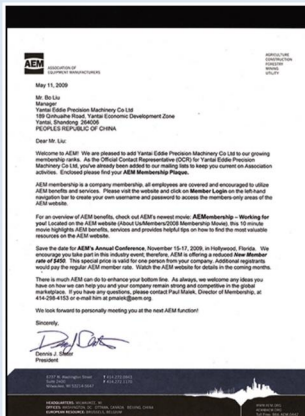 AEM
ASSOCIATION OF
EQUIPMENT MANUFACTURERS
AGRICULTURE
CONSTRUCTION
FORESTRY
MINING
UTILITY
May 11, 2009
Mr. Bo Liu
Manager
Yantai Eddie Precision Machinery Co Ltd
189 Qinhuaihe Road, Yantai Economic Development Zone
Yantai, Shandong 264006
PEOPLES REPUBLIC OF CHINA
Dear Mr. Liu:
Welcome to AEM! We are pleased to add Yantai Eddie Precision Machinery Co Ltd to our growing
membership ranks. As the Official Contact Representative (OCR) for Yantai Eddie Precision
Machinery Co Ltd, you've already been added to our mailing lists to keep you current on Association
activities. Enclosed please find your AEM Membership Plaque.
AEM membership is a company membership, all employees are covered and encouraged to utilize
AEM benefits and services. Please visit the website and click on Member Login on the left-hand
navigation bar to create your own username and password to access the members-only areas of the
website.
For an overview of AEM benefits, check out AEM's newest movie: AEMembership – Working for
you! Located on the AEM website (About Us/Members/2008 Membership Movie), this 10 minute
movie highlights AEM benefits, services and provides helpful tips on how to find the most valuable
resources on the AEM website.
Save the date for AEM's Annual Conference, November 15-17, 2009, in Hollywood, Florida. We
encourage you take part in this industry event; therefore, AEM is offering a reduced New Member
rate of $450. This special price is valid for one person from your company. Additional registrants
would pay the regular AEM member rate. Watch the AEM website for details in the coming months.
There is much AEM can do to enhance your bottom line. As always, we welcome any ideas you
have on how we can help you and your company remain strong and competitive in the global
marketplace. If you have any questions, please contact Paul Malek, Director of Membership, at
414-298-4153 or e-mail him at pmalek@aem.org.
We look forward to personally meeting you at the next AEM function!
Sincerely,
Dennis J. Slater
President